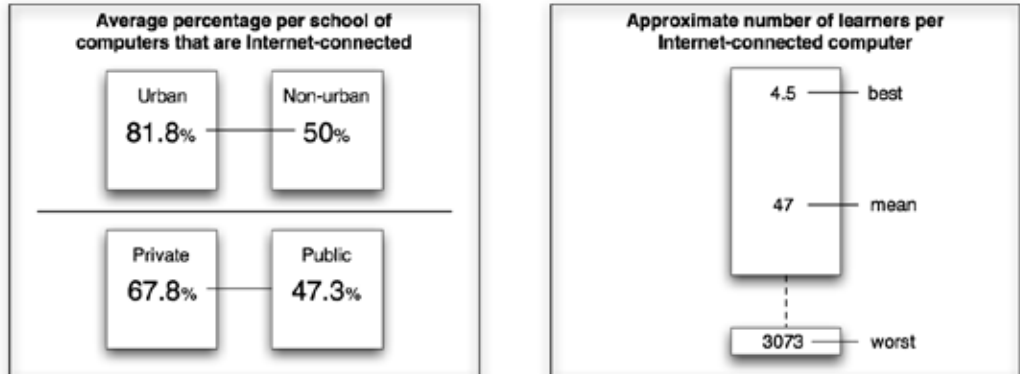 Average percentage per school of
computers that are Internet-connected
Urban
81.8%
Non-urban
50%
Private
67.8%
Public
47.3%
Approximate number of learners per
Internet-connected computer
4.5 best
47 mean
3073 worst